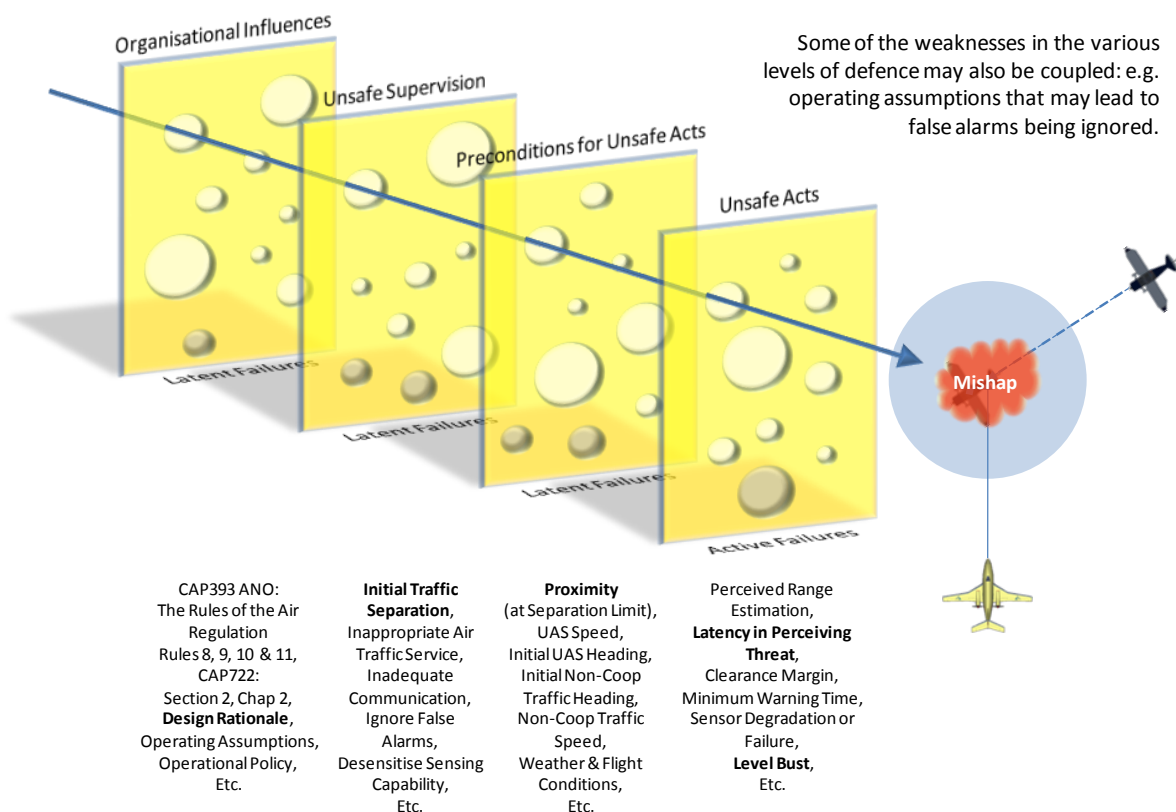 Organisational Influences
Unsafe Supervision
Preconditions for Unsafe Acts
Unsafe Acts
Some of the weaknesses in the various
levels of defence may also be coupled: e.g.
operating assumptions that may lead to
false alarms being ignored.
Mishap
Latent Failures
Latent Failures
Latent Failures
Active Failures
CAP393 ANO:
The Rules of the Air
Regulation
Rules 8, 9, 10 & 11,
CAP722:
Section 2, Chap 2,
Design Rationale,
Operating Assumptions,
Operational Policy,
Etc.
Initial Traffic
Separation,
Inappropriate Air
Traffic Service,
Inadequate
Communication,
Ignore False
Alarms,
Desensitise Sensing
Capability,
Etc.
Proximity
(at Separation Limit),
UAS Speed,
Initial UAS Heading,
Initial Non-Coop
Traffic Heading,
Non-Coop Traffic
Speed,
Weather & Flight
Conditions,
Etc.
Perceived Range
Estimation,
Latency in Perceiving
Threat,
Clearance Margin,
Minimum Warning Time,
Sensor Degradation or
Failure,
Level Bust,
Etc.